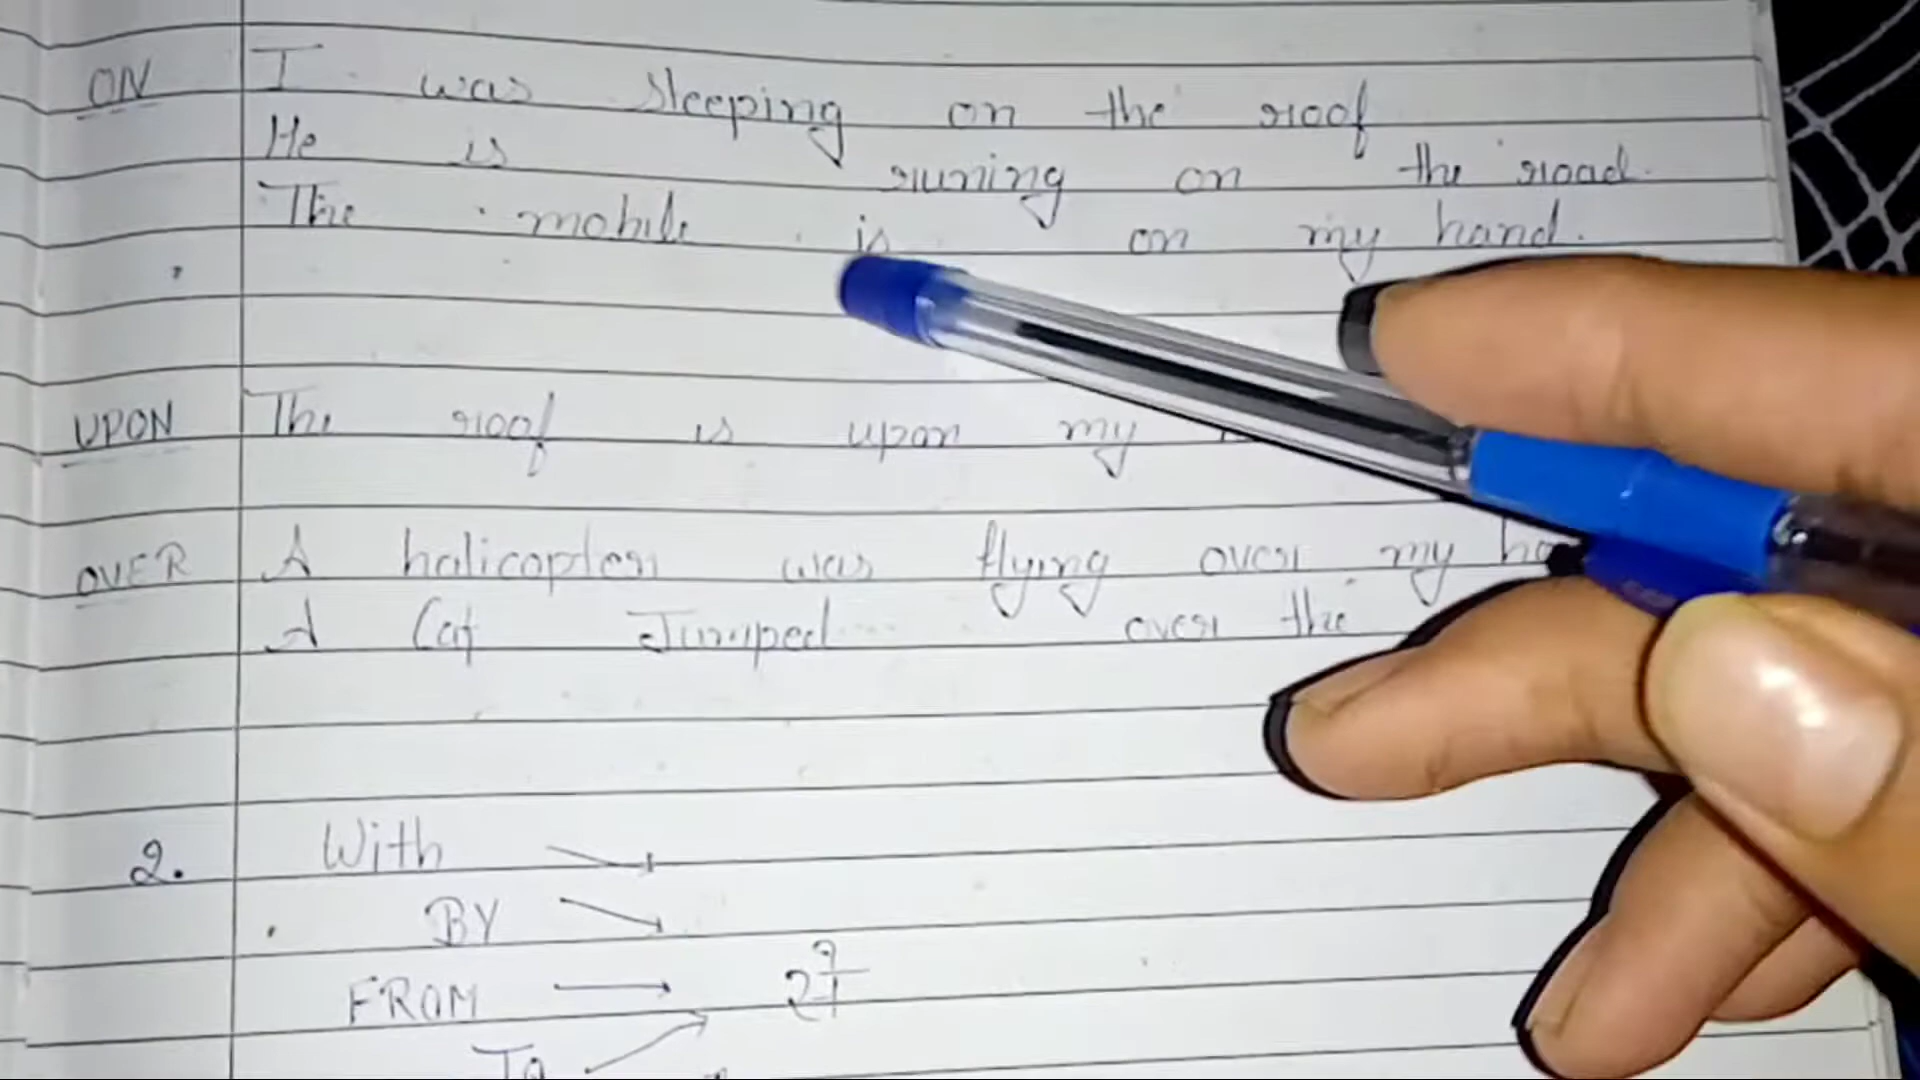 ON I was sleeping on the roof
He is runing on the road.
The mobile is on my hand.
UPON The roof is upon my
OVER A halicopter was flying over my
A Cat Jumped over the
2. With
BY
FROM से
To